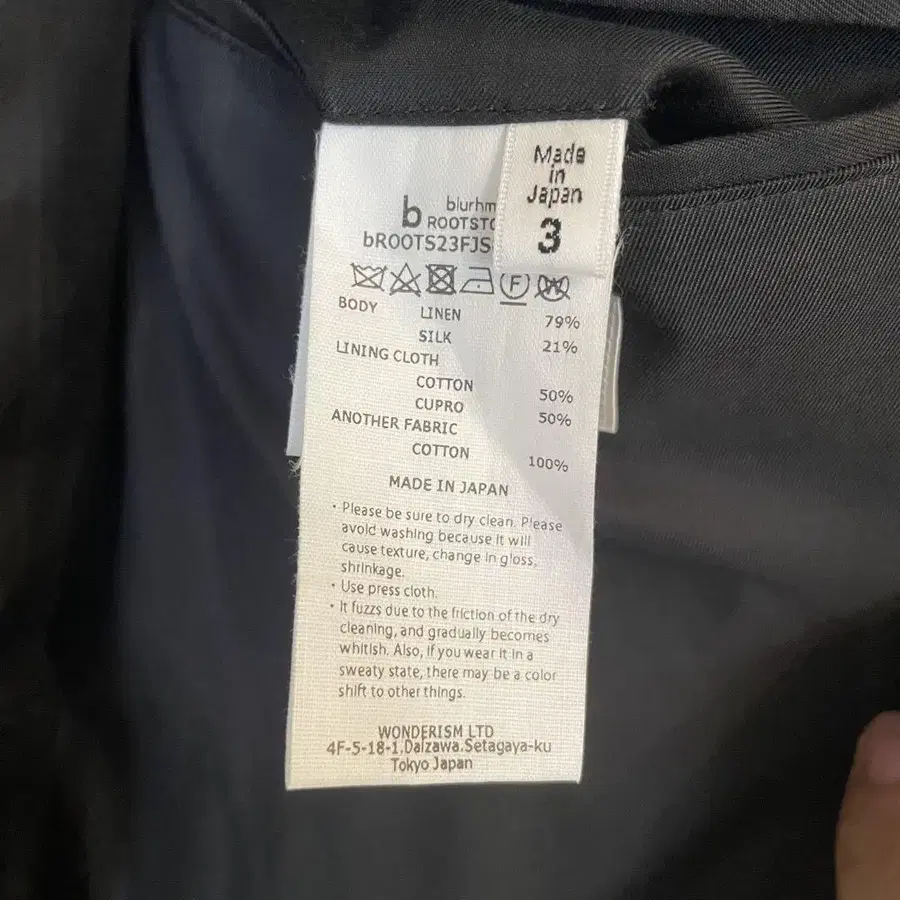 Made
in
Japan
3
b
blurhm
ROOTSTO
bROOTS23FJS
F
W
BODY LINEN 79%
SILK 21%
LINING CLOTH
COTTON 50%
CUPRO 50%
ANOTHER FABRIC
COTTON 100%
MADE IN JAPAN
・Please be sure to dry clean. Please
avoid washing because it will
cause texture, change in gloss,
shrinkage.
・Use press cloth.
・It fuzzs due to the friction of the dry
cleaning, and gradually becomes
whitish. Also, if you wear it in a
sweaty state, there may be a color
shift to other things.
WONDERISM LTD
4F-5-18-1.Daizawa.Setagaya-ku
Tokyo Japan